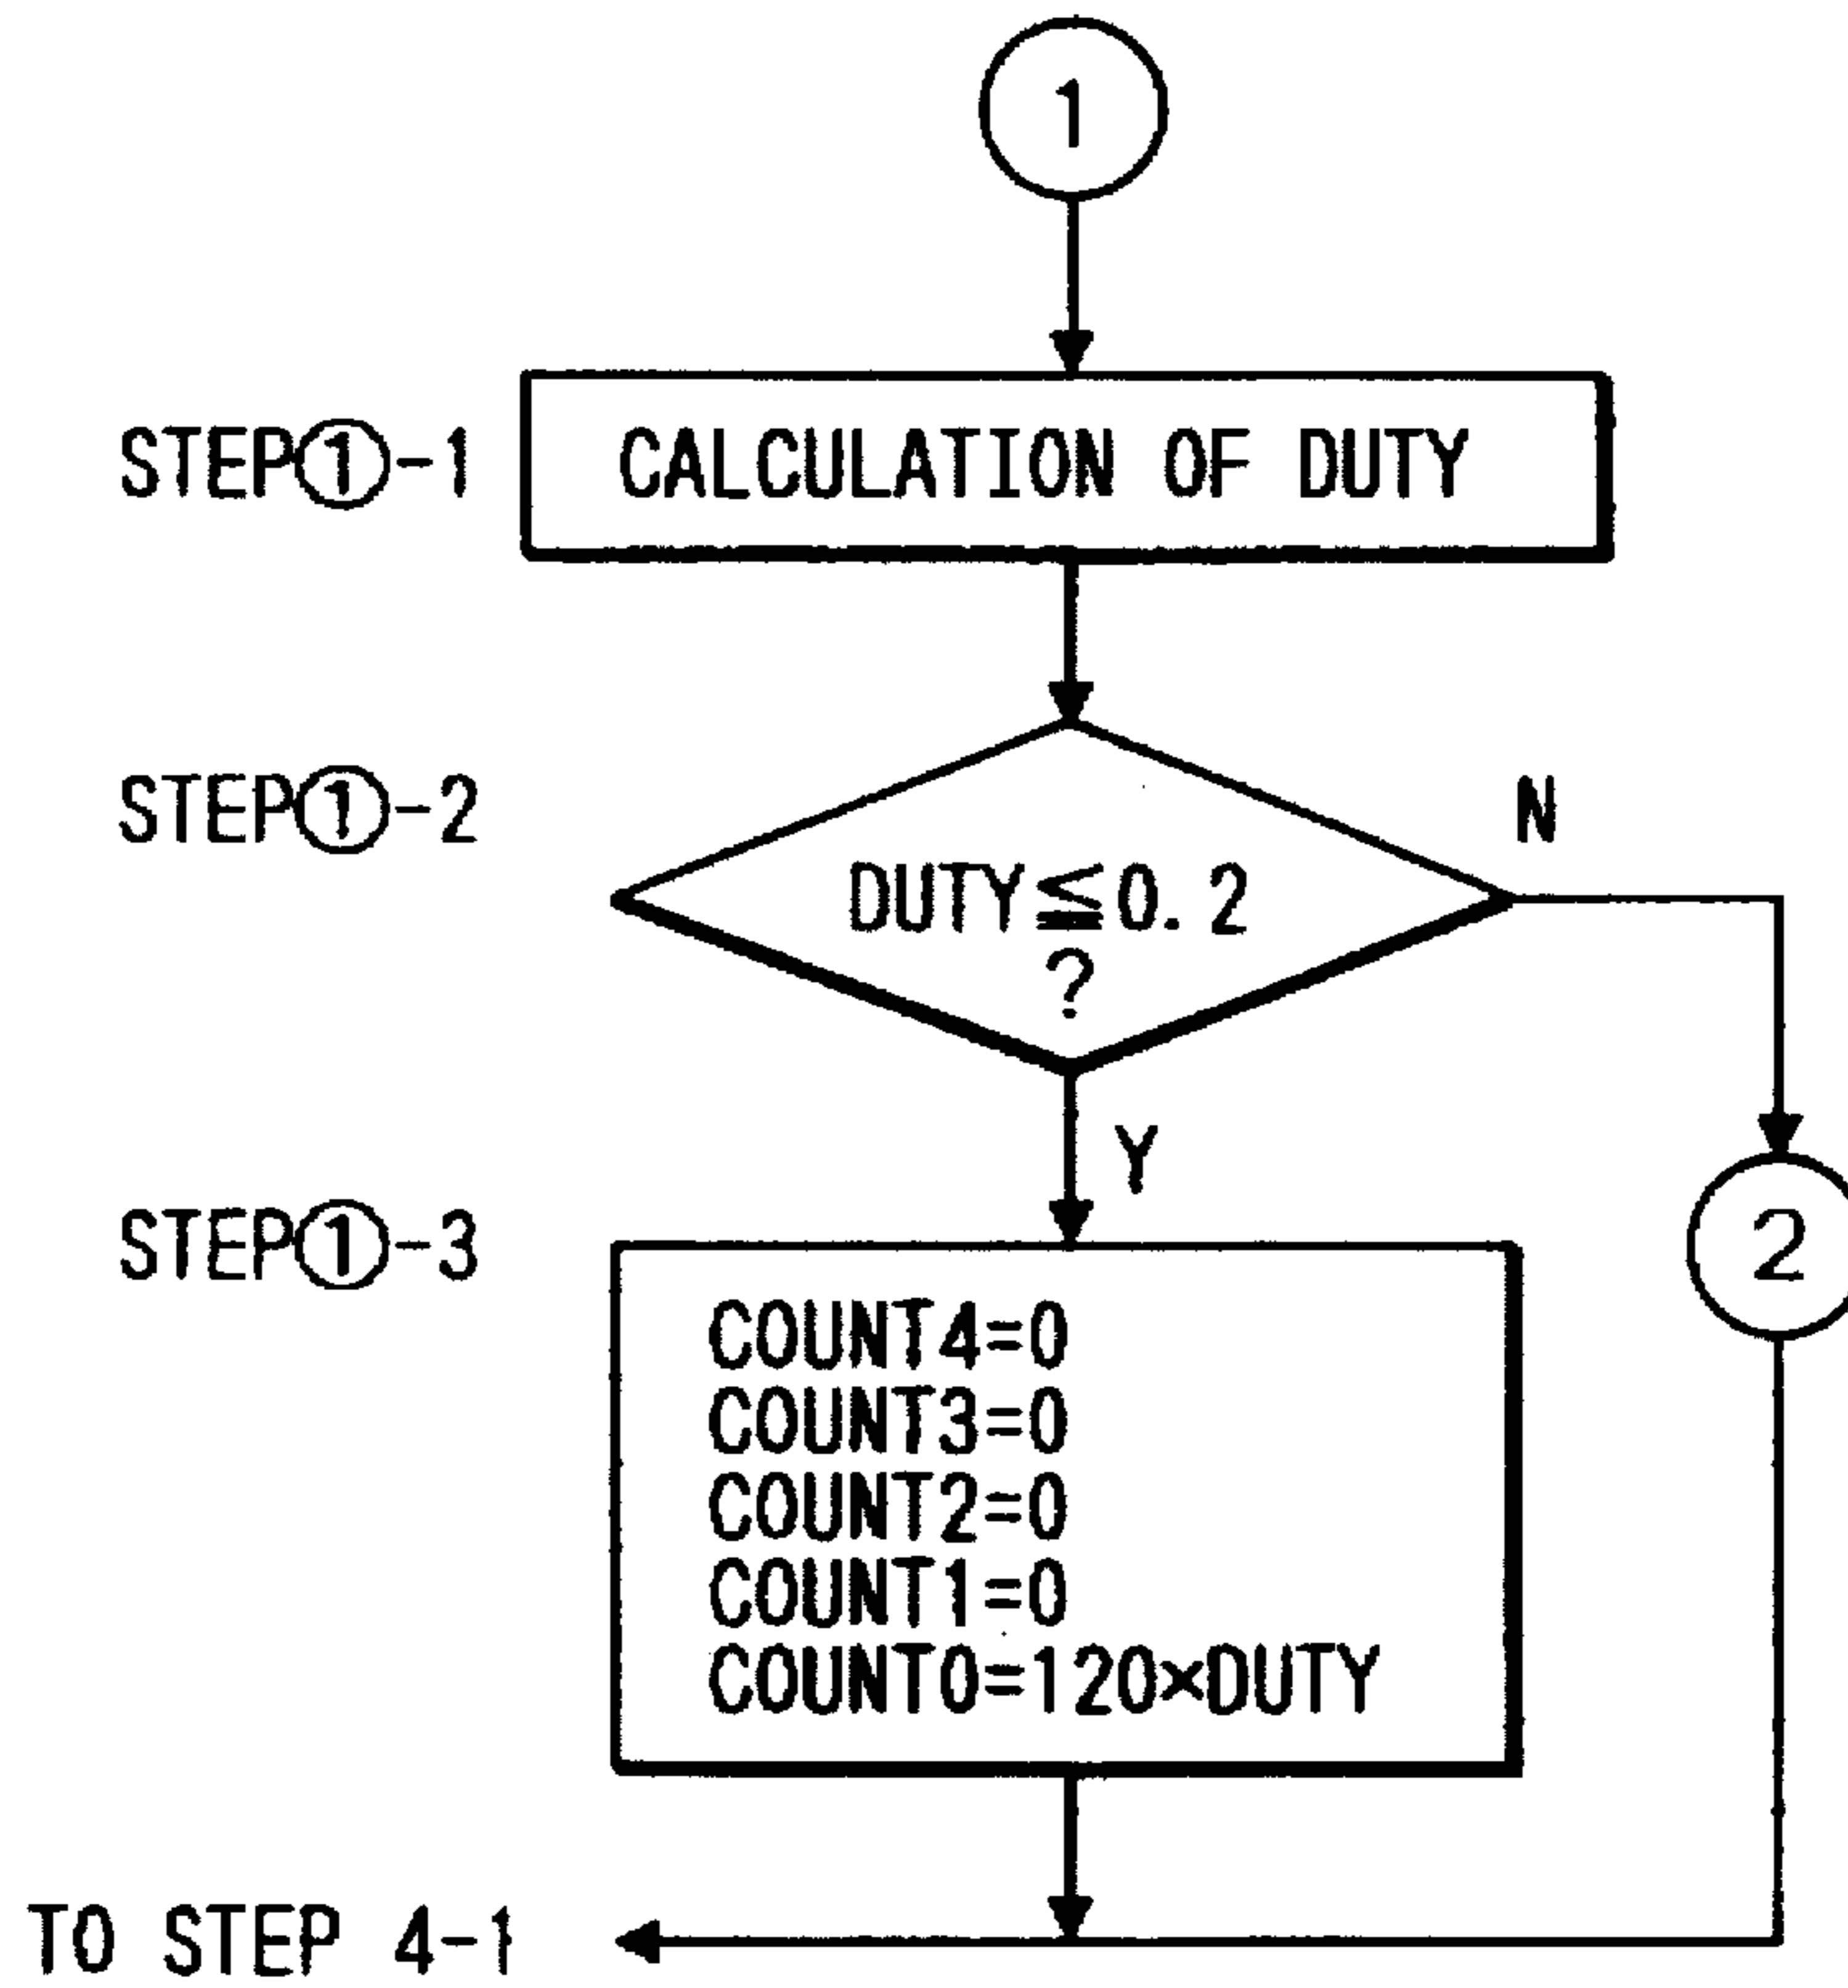 1
STEP①-1
CALCULATION OF DUTY
STEP①-2
DUTY≦0.2
?
N
Y
2
STEP①-3
COUNT4=0
COUNT3=0
COUNT2=0
COUNT1=0
COUNT0=120×DUTY
TO STEP 4-1